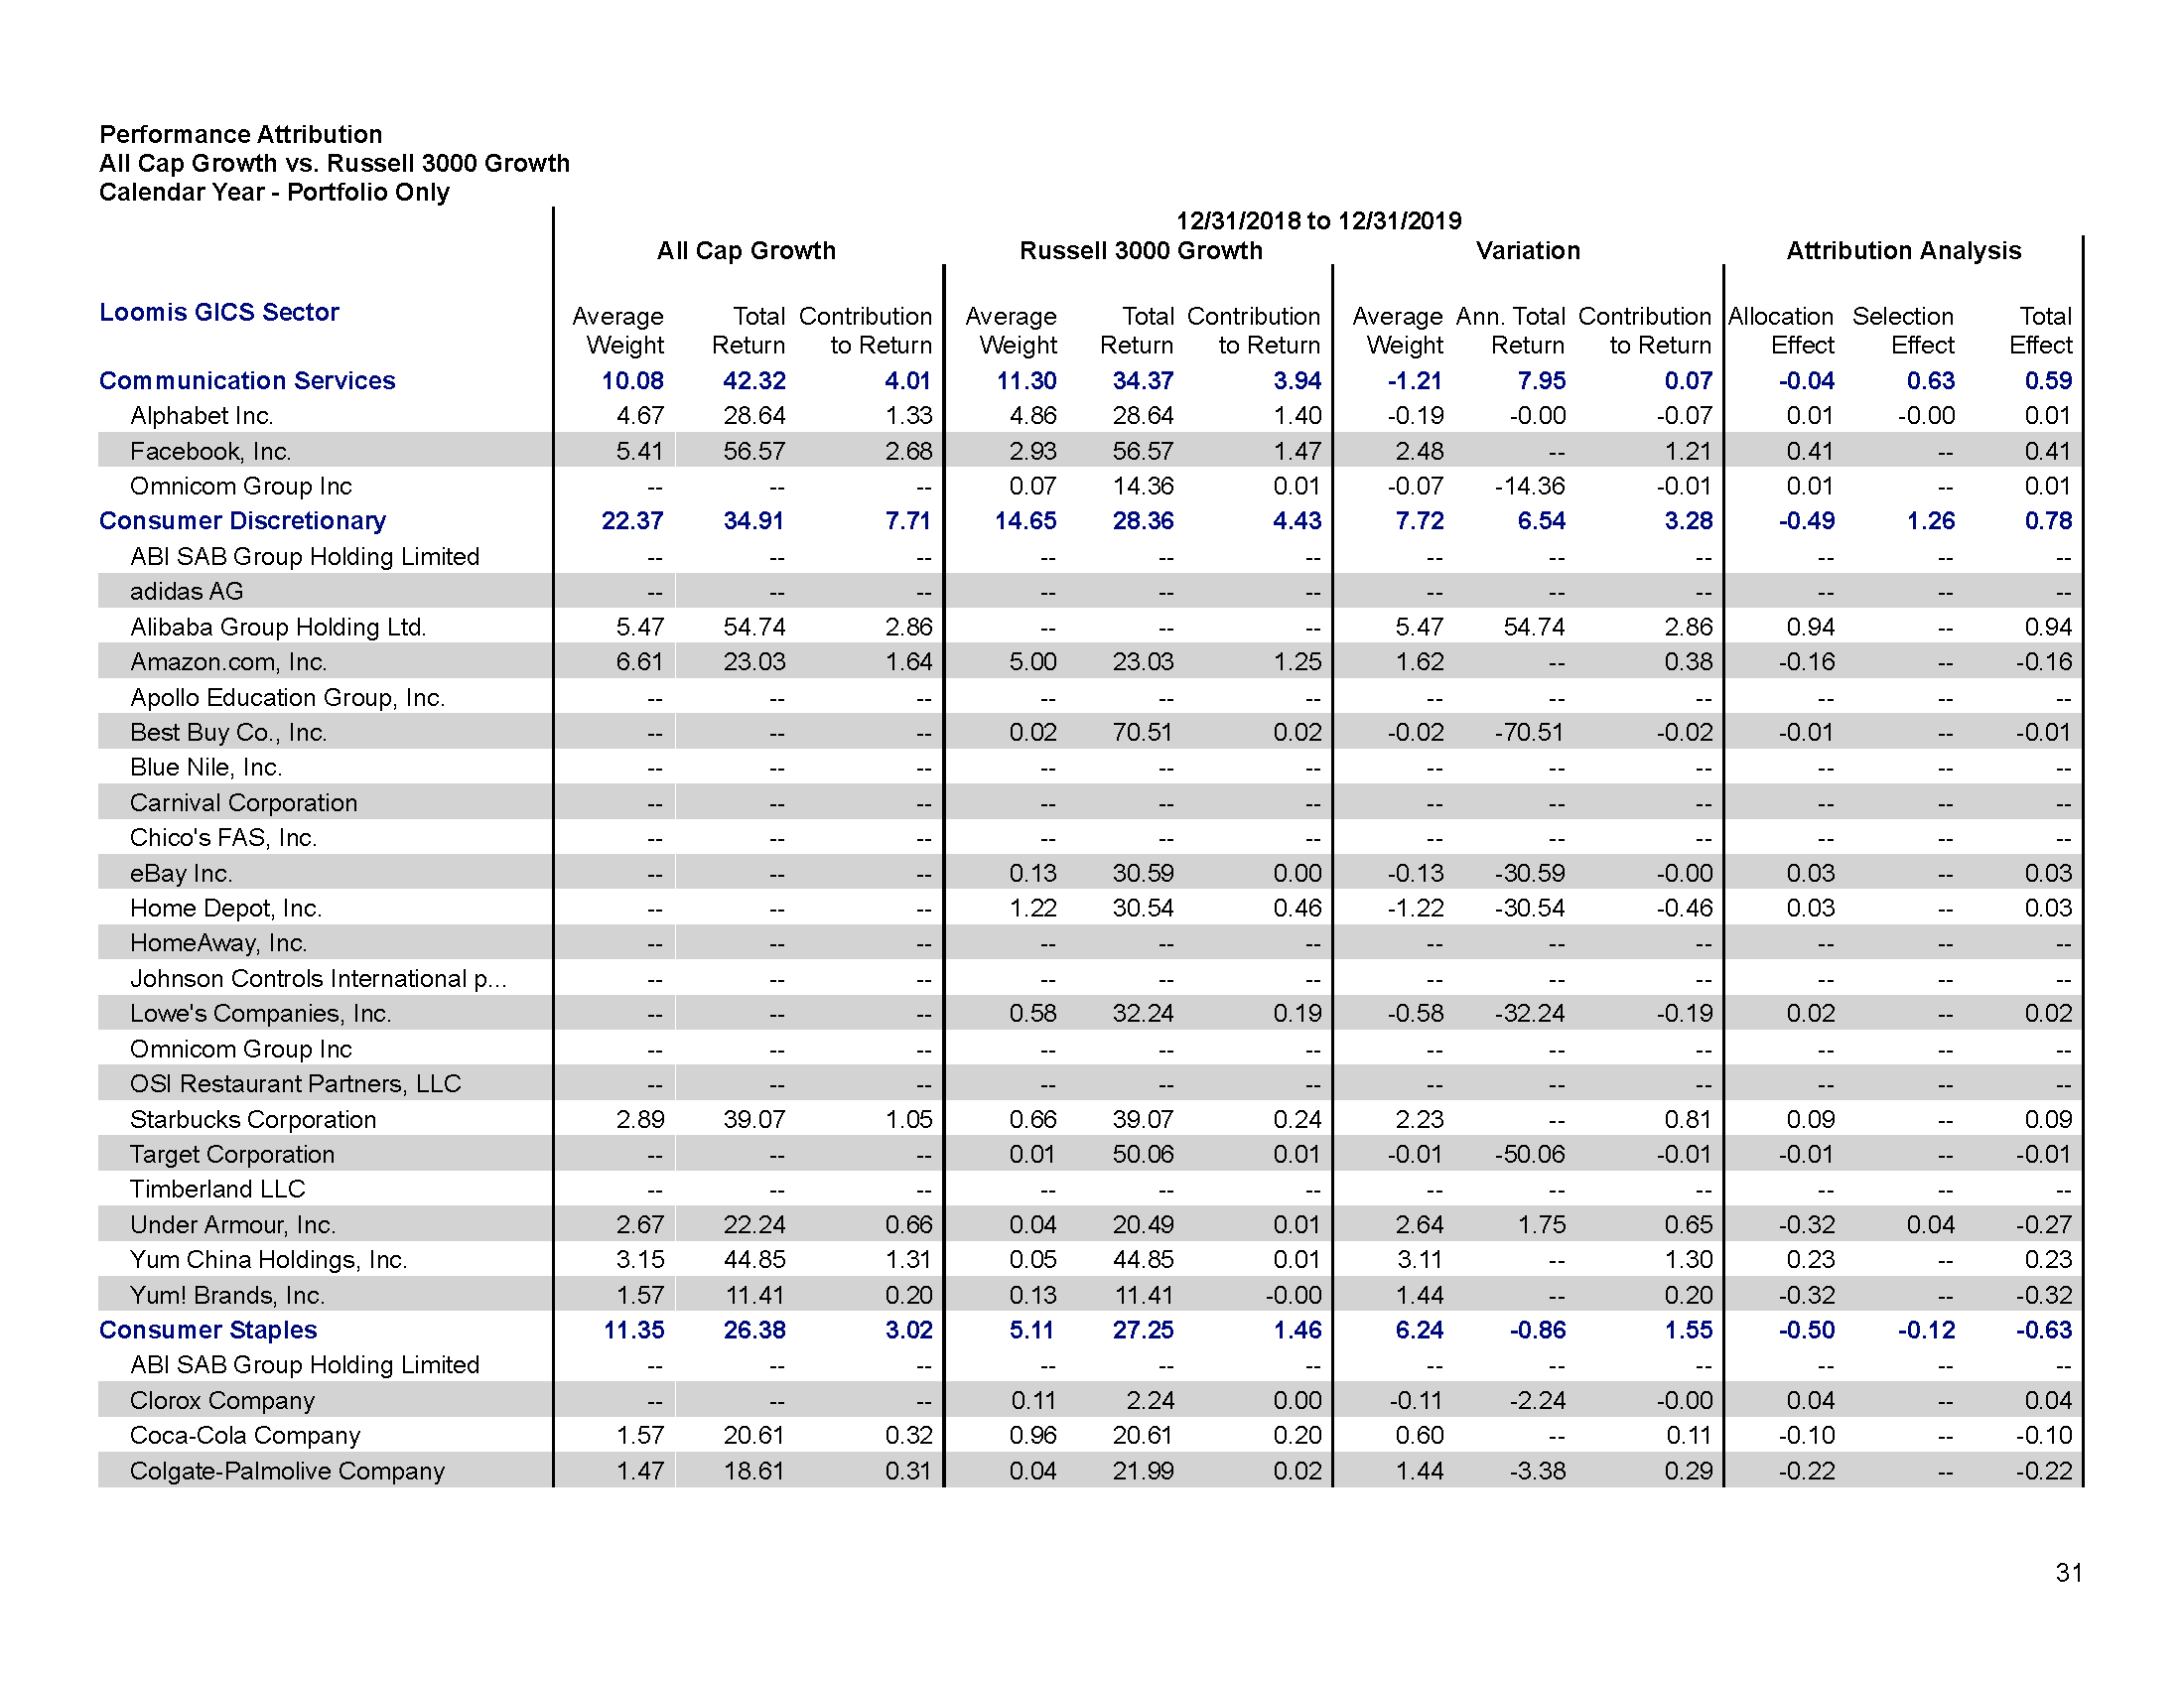 Performance Attribution
All Cap Growth vs. Russell 3000 Growth
Calendar Year - Portfolio Only
12/31/2018 to 12/31/2019
All Cap Growth Russell 3000 Growth Variation Attribution Analysis
Loomis GICS Sector Average Total Contribution Average Total Contribution Average Ann. Total Contribution Allocation Selection Total
Weight Return to Return Weight Return to Return Weight Return to Return Effect Effect Effect
Communication Services 10.08 42.32 4.01 11.30 34.37 3.94 -1.21 7.95 0.07 -0.04 0.63 0.59
Alphabet Inc. 4.67 28.64 1.33 4.86 28.64 1.40 -0.19 -0.00 -0.07 0.01 -0.00 0.01
Facebook, Inc. 5.41 56.57 2.68 2.93 56.57 1.47 2.48 -- 1.21 0.41 -- 0.41
Omnicom Group Inc -- -- -- 0.07 14.36 0.01 -0.07 -14.36 -0.01 0.01 -- 0.01
Consumer Discretionary 22.37 34.91 7.71 14.65 28.36 4.43 7.72 6.54 3.28 -0.49 1.26 0.78
ABI SAB Group Holding Limited -- -- -- -- -- -- -- -- -- -- -- --
adidas AG -- -- -- -- -- -- -- -- -- -- -- --
Alibaba Group Holding Ltd. 5.47 54.74 2.86 -- -- -- 5.47 54.74 2.86 0.94 -- 0.94
Amazon.com, Inc. 6.61 23.03 1.64 5.00 23.03 1.25 1.62 -- 0.38 -0.16 -- -0.16
Apollo Education Group, Inc. -- -- -- -- -- -- -- -- -- -- -- --
Best Buy Co., Inc. -- -- -- 0.02 70.51 0.02 -0.02 -70.51 -0.02 -0.01 -- -0.01
Blue Nile, Inc. -- -- -- -- -- -- -- -- -- -- -- --
Carnival Corporation -- -- -- -- -- -- -- -- -- -- -- --
Chico's FAS, Inc. -- -- -- -- -- -- -- -- -- -- -- --
eBay Inc. -- -- -- 0.13 30.59 0.00 -0.13 -30.59 -0.00 0.03 -- 0.03
Home Depot, Inc. -- -- -- 1.22 30.54 0.46 -1.22 -30.54 -0.46 0.03 -- 0.03
HomeAway, Inc. -- -- -- -- -- -- -- -- -- -- -- --
Johnson Controls International p... -- -- -- -- -- -- -- -- -- -- -- --
Lowe's Companies, Inc. -- -- -- 0.58 32.24 0.19 -0.58 -32.24 -0.19 0.02 -- 0.02
Omnicom Group Inc -- -- -- -- -- -- -- -- -- -- -- --
OSI Restaurant Partners, LLC -- -- -- -- -- -- -- -- -- -- -- --
Starbucks Corporation 2.89 39.07 1.05 0.66 39.07 0.24 2.23 -- 0.81 0.09 -- 0.09
Target Corporation -- -- -- 0.01 50.06 0.01 -0.01 -50.06 -0.01 -0.01 -- -0.01
Timberland LLC -- -- -- -- -- -- -- -- -- -- -- --
Under Armour, Inc. 2.67 22.24 0.66 0.04 20.49 0.01 2.64 1.75 0.65 -0.32 0.04 -0.27
Yum China Holdings, Inc. 3.15 44.85 1.31 0.05 44.85 0.01 3.11 -- 1.30 0.23 -- 0.23
Yum! Brands, Inc. 1.57 11.41 0.20 0.13 11.41 -0.00 1.44 -- 0.20 -0.32 -- -0.32
Consumer Staples 11.35 26.38 3.02 5.11 27.25 1.46 6.24 -0.86 1.55 -0.50 -0.12 -0.63
ABI SAB Group Holding Limited -- -- -- -- -- -- -- -- -- -- -- --
Clorox Company -- -- -- 0.11 2.24 0.00 -0.11 -2.24 -0.00 0.04 -- 0.04
Coca-Cola Company 1.57 20.61 0.32 0.96 20.61 0.20 0.60 -- 0.11 -0.10 -- -0.10
Colgate-Palmolive Company 1.47 18.61 0.31 0.04 21.99 0.02 1.44 -3.38 0.29 -0.22 -- -0.22
31